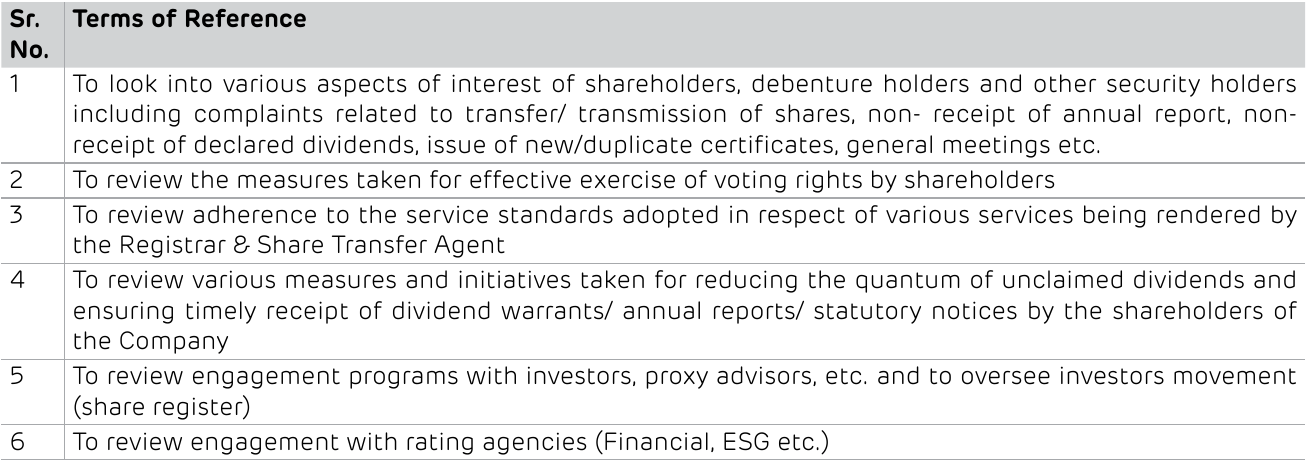 Sr. Terms of Reference
No.
1 To look into various aspects of interest of shareholders, debenture holders and other security holders
including complaints related to transfer/ transmission of shares, non- receipt of annual report, non-
receipt of declared dividends, issue of new/duplicate certificates, general meetings etc.
2 To review the measures taken for effective exercise of voting rights by shareholders
3 To review adherence to the service standards adopted in respect of various services being rendered by
the Registrar & Share Transfer Agent
4 To review various measures and initiatives taken for reducing the quantum of unclaimed dividends and
ensuring timely receipt of dividend warrants/ annual reports/ statutory notices by the shareholders of
the Company
5 To review engagement programs with investors, proxy advisors, etc. and to oversee investors movement
(share register)
6 To review engagement with rating agencies (Financial, ESG etc.)